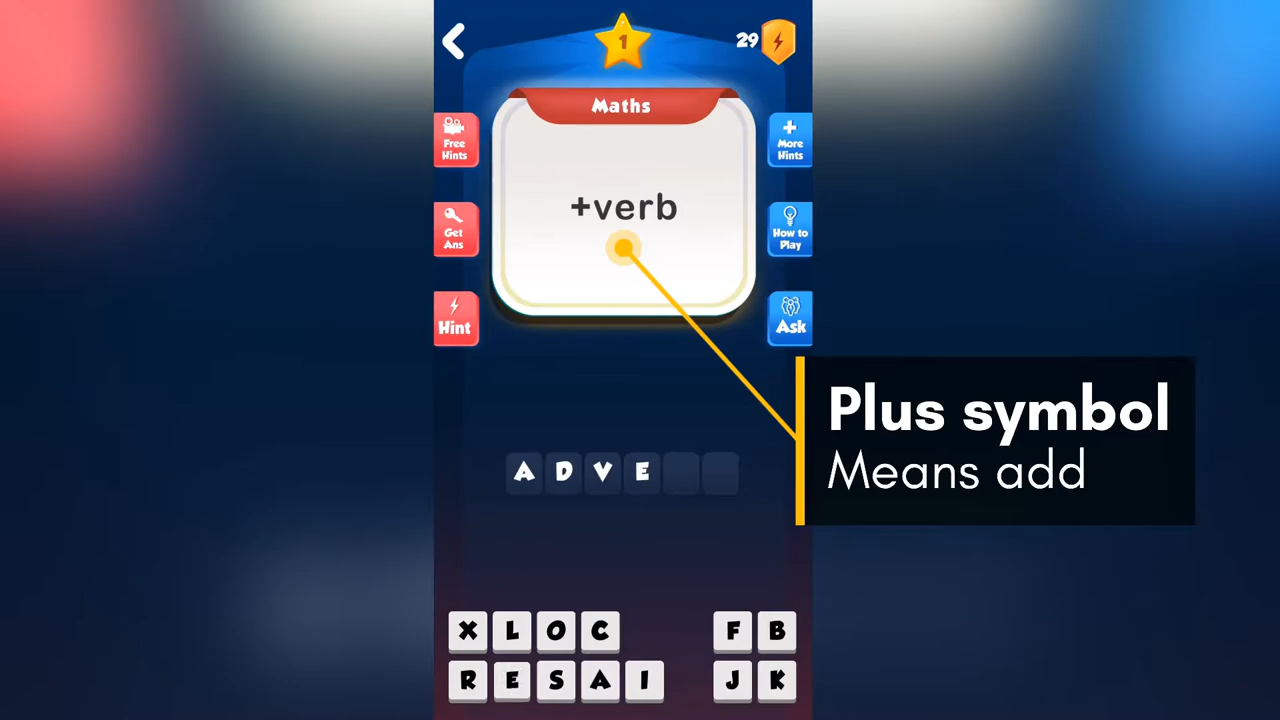 1
29
Maths
Free
Hints
+
More
Hints
+verb
Get
Ans
How to
Play
Hint
Ask
Plus symbol
Means add
A D V E
X L O C F B
R E S A I J K